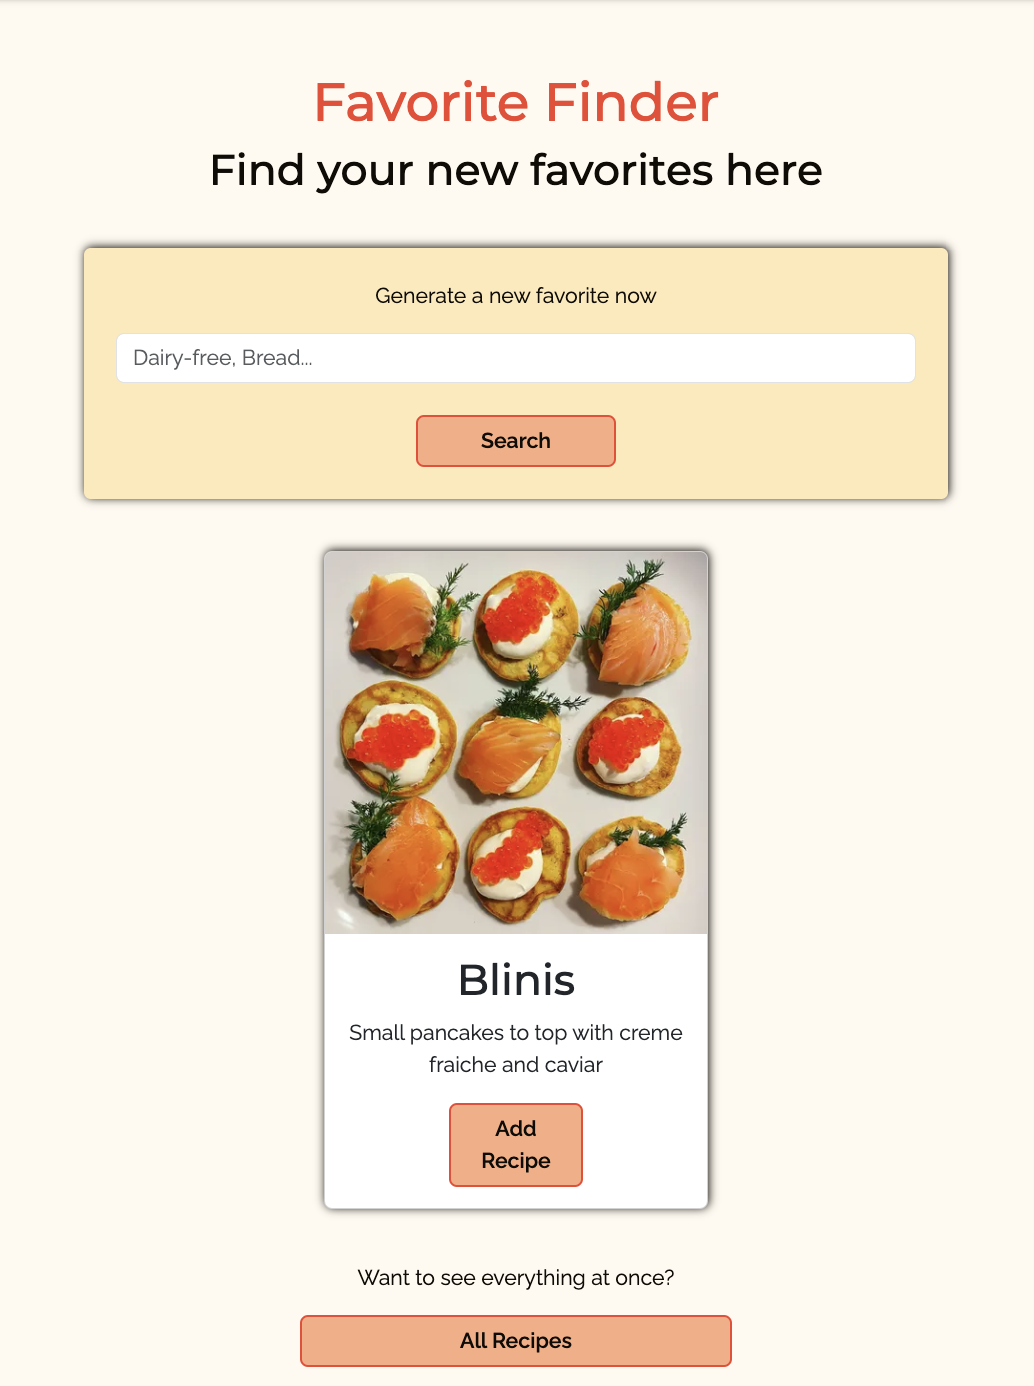 Favorite Finder
Find your new favorites here
Generate a new favorite now
Dairy-free, Bread...
Search
Blinis
Small pancakes to top with creme
fraiche and caviar
Add
Recipe
Want to see everything at once?
All Recipes